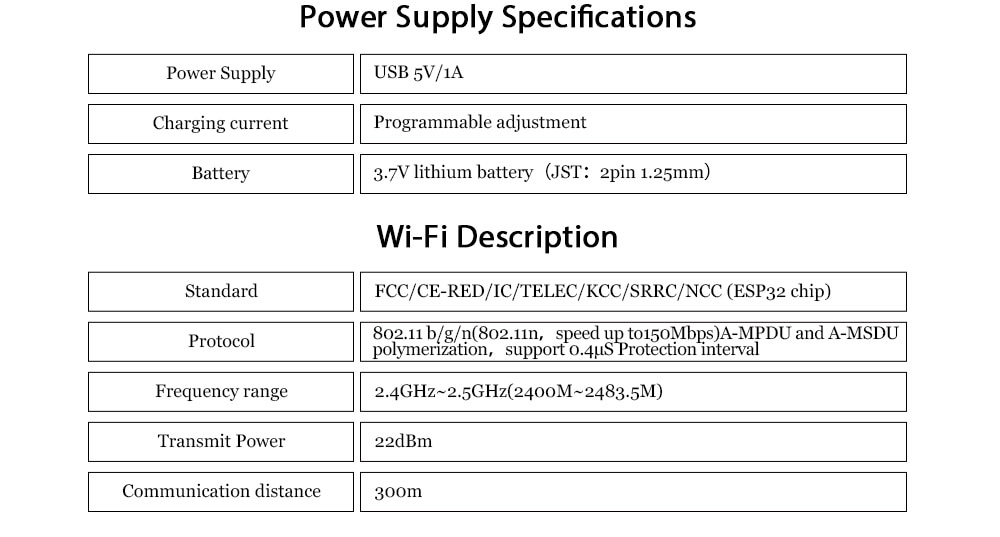 Power Supply Specifications
Power Supply
USB 5V/1A
Charging current
Programmable adjustment
Battery
3.7V lithium battery（JST：2pin 1.25mm）
Wi-Fi Description
Standard
FCC/CE-RED/IC/TELEC/KCC/SRRC/NCC (ESP32 chip)
Protocol
802.11 b/g/n(802.11n，speed up to150Mbps)A-MPDU and A-MSDU
polymerization，support 0.4μS Protection interval
Frequency range
2.4GHz~2.5GHz(2400M~2483.5M)
Transmit Power
22dBm
Communication distance
300m